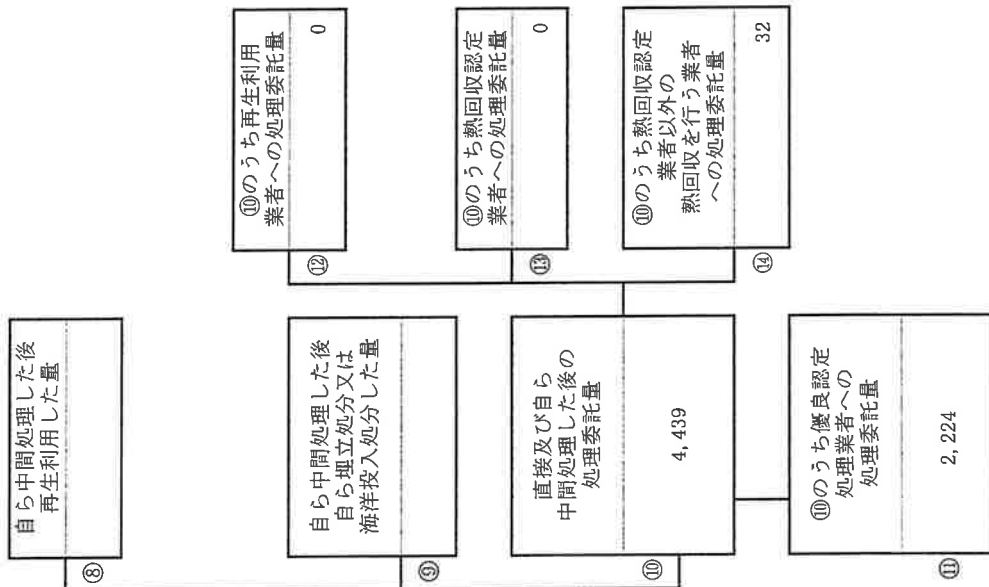 ⑧
自ら中間処理した後
再生利用した量
⑨
自ら中間処理した後
自ら埋立処分又は
海洋投入処分した量
⑩
直接及び自ら
中間処理した後の
処理委託量
4,439
⑪
⑩のうち優良認定
処理業者への
処理委託量
2,224
⑫
⑩のうち再生利用
業者への処理委託量
0
⑬
⑩のうち熱回収認定
業者への処理委託量
0
⑭
⑩のうち熱回収認定
業者以外の
熱回収を行う業者
への処理委託量
32